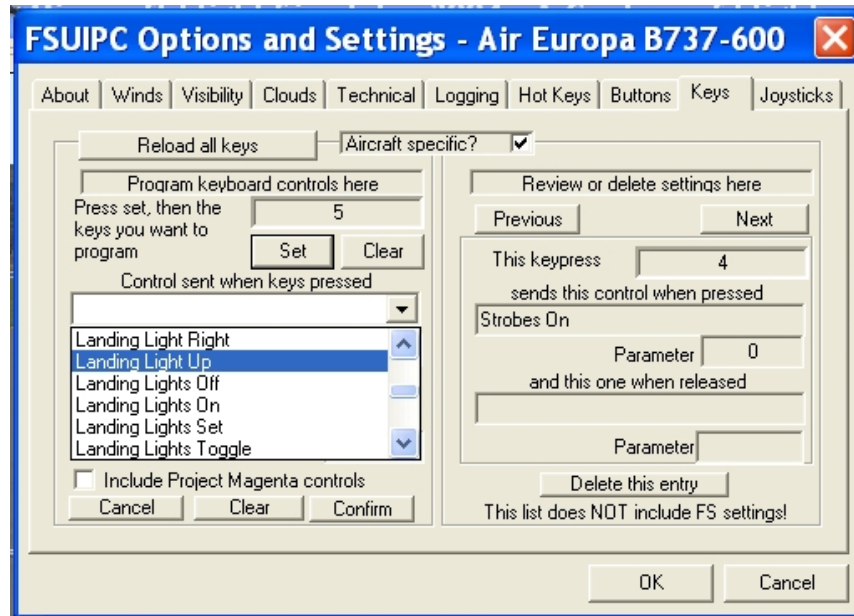 FSUIPC Options and Settings - Air Europa B737-600
About Winds Visibility Clouds Technical Logging Hot Keys Buttons Keys Joysticks
Reload all keys
Aircraft specific?
Program keyboard controls here
Press set, then the
keys you want to
program
5
Set Clear
Control sent when keys pressed
Landing Light Right
Landing Light Up
Landing Lights Off
Landing Lights On
Landing Lights Set
Landing Lights Toggle
Include Project Magenta controls
Cancel Clear Confirm
Review or delete settings here
Previous Next
This keypress 4
sends this control when pressed
Strobes On
Parameter 0
and this one when released
Parameter
Delete this entry
This list does NOT include FS settings!
OK Cancel